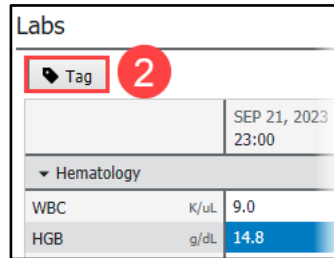 Labs
Tag 2
SEP 21, 2023
23:00
Hematology
WBC K/uL 9.0
HGB g/dL 14.8